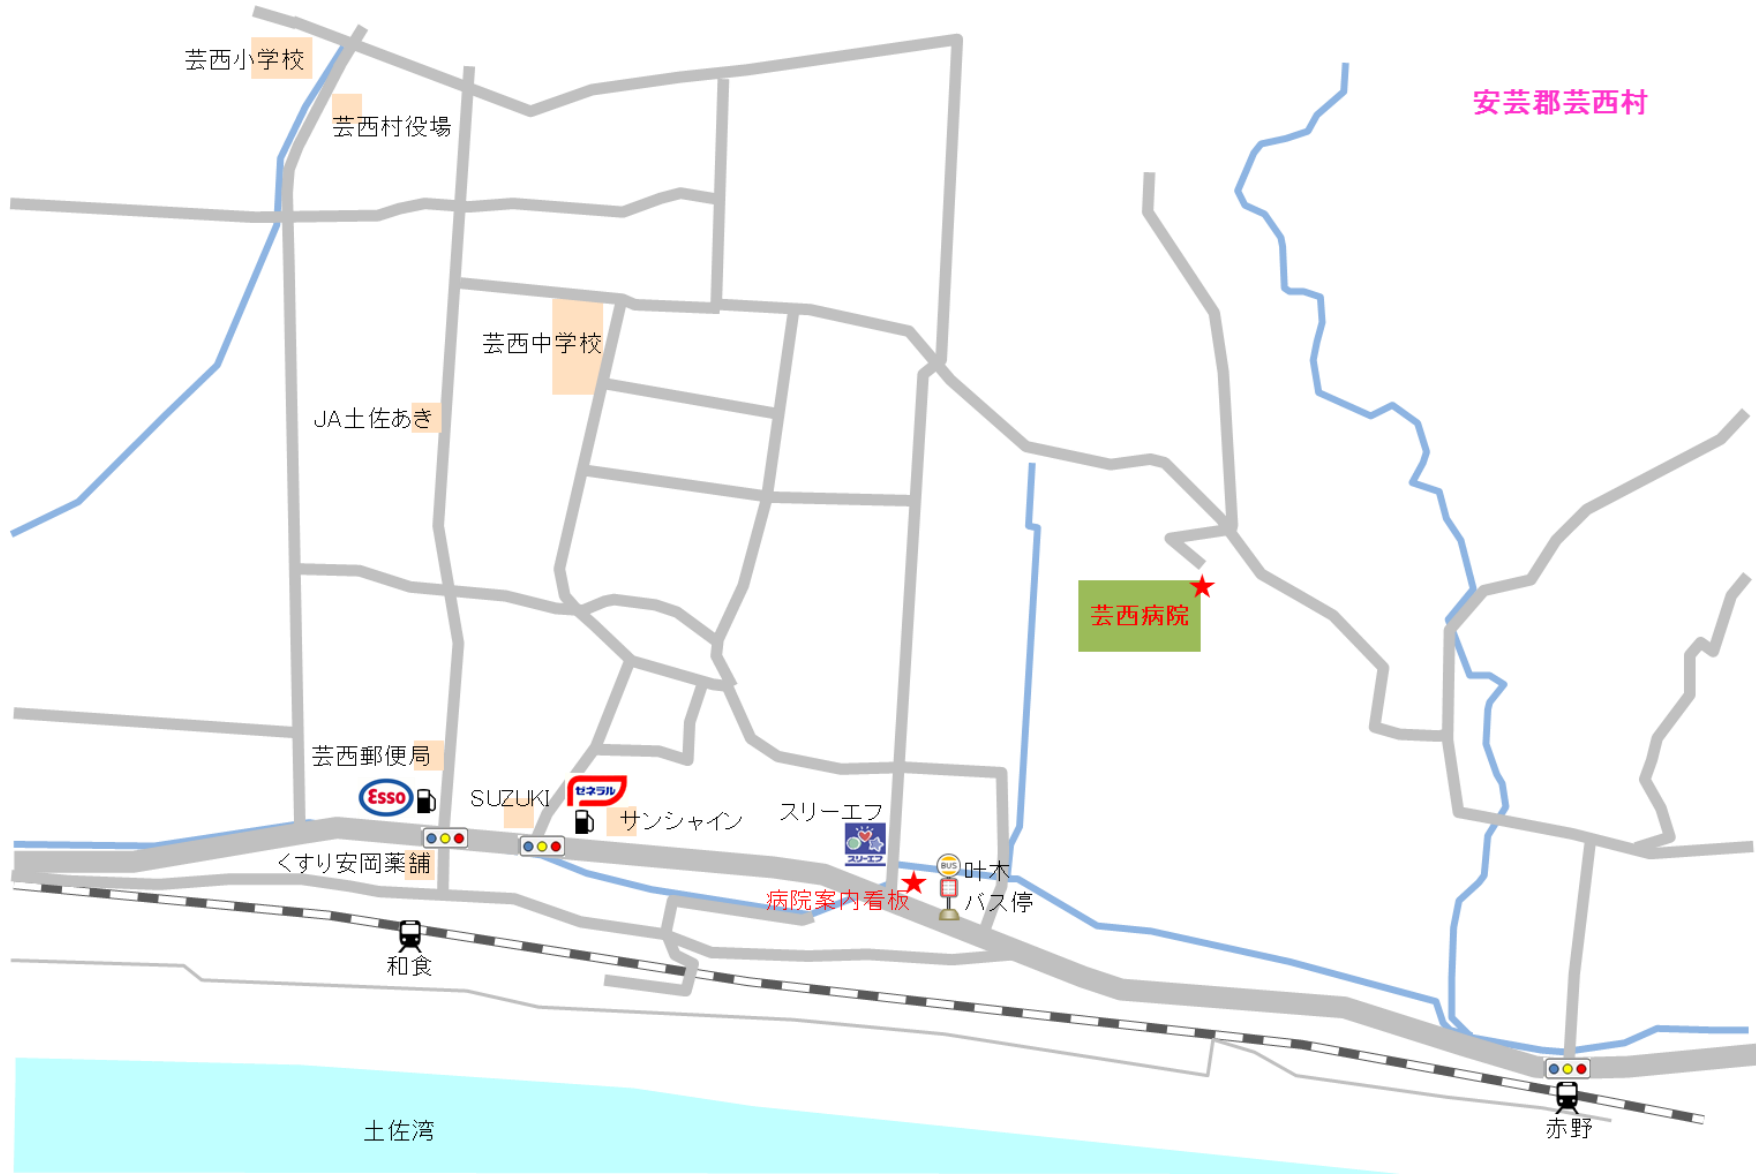 芸西小学校
安芸郡芸西村
芸西村役場
芸西中学校
JA土佐あき
芸西病院
芸西郵便局
Esso
SUZUKI
ゼネラル
サンシャイン
スリーエフ
スリーエフ
くすり安岡薬舗
病院案内看板
BUS
叶木
バス停
和食
赤野
土佐湾